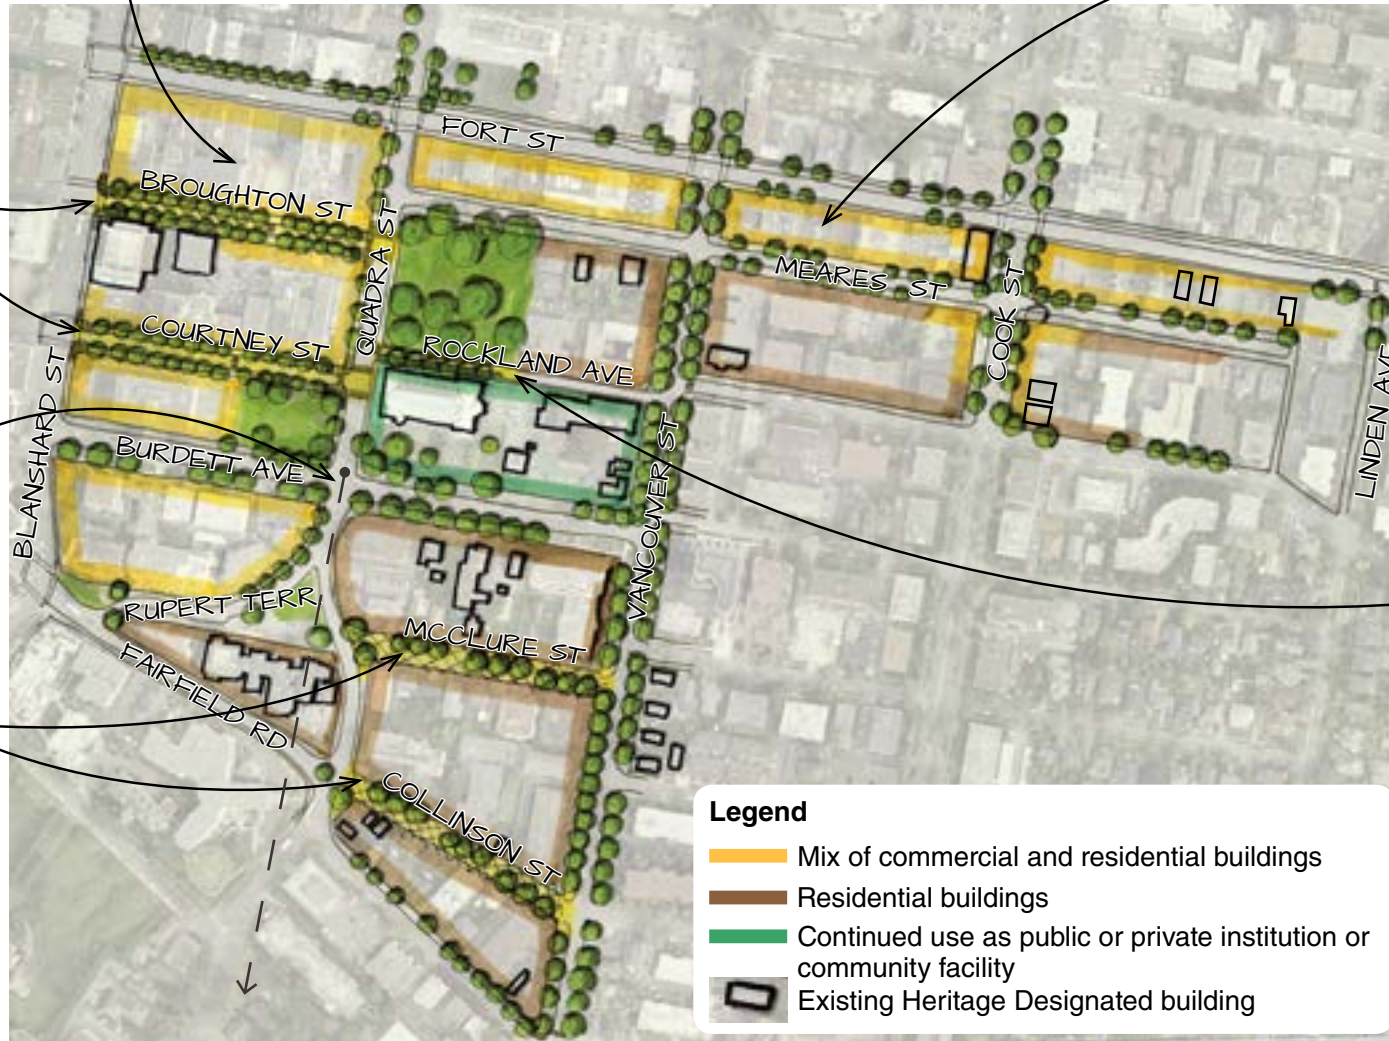 FORT ST
BROUGHTON ST
QUADRA ST
MEARES ST
COOK ST
COURTNEY ST
ROCKLAND AVE
LINDEN AVE
BLANSHARD ST
BURDETT AVE
VANCOUVER ST
RUPERT TERR
MCCLURE ST
FAIRFIELD RD
COLLINSON ST
Legend
Mix of commercial and residential buildings
Residential buildings
Continued use as public or private institution or
community facility
Existing Heritage Designated building